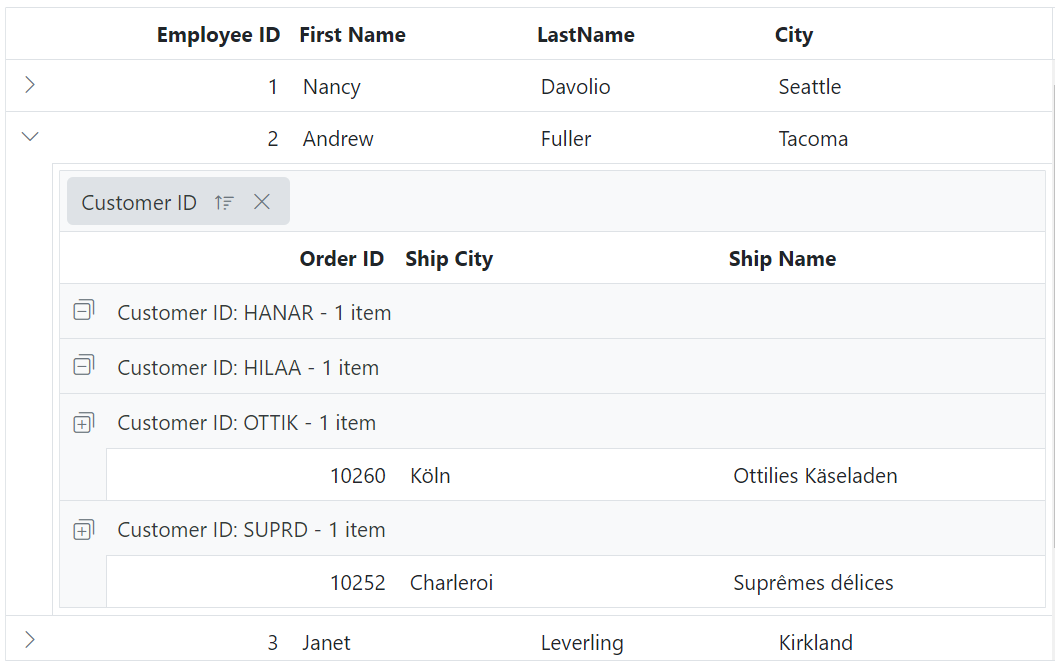 Employee ID First Name LastName City
1 Nancy Davolio Seattle
2 Andrew Fuller Tacoma
Customer ID
Order ID Ship City Ship Name
Customer ID: HANAR - 1 item
Customer ID: HILAA - 1 item
Customer ID: OTTIK - 1 item
10260 Köln Ottilies Käseladen
Customer ID: SUPRD - 1 item
10252 Charleroi Suprêmes délices
3 Janet Leverling Kirkland